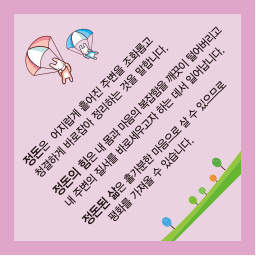 정돈은 어지럽게 흩어진 주변을 조화롭고
청결하게 바로잡아 정리하는 것을 말합니다.
정돈의 힘은 내 몸과 마음의 복잡함을 깨끗이 털어버리고
내 주변의 질서를 바로세우고자 하는 데서 일어납니다.
정돈된 삶은 홀가분한 마음으로 살 수 있으므로
평화를 가져올 수 있습니다.